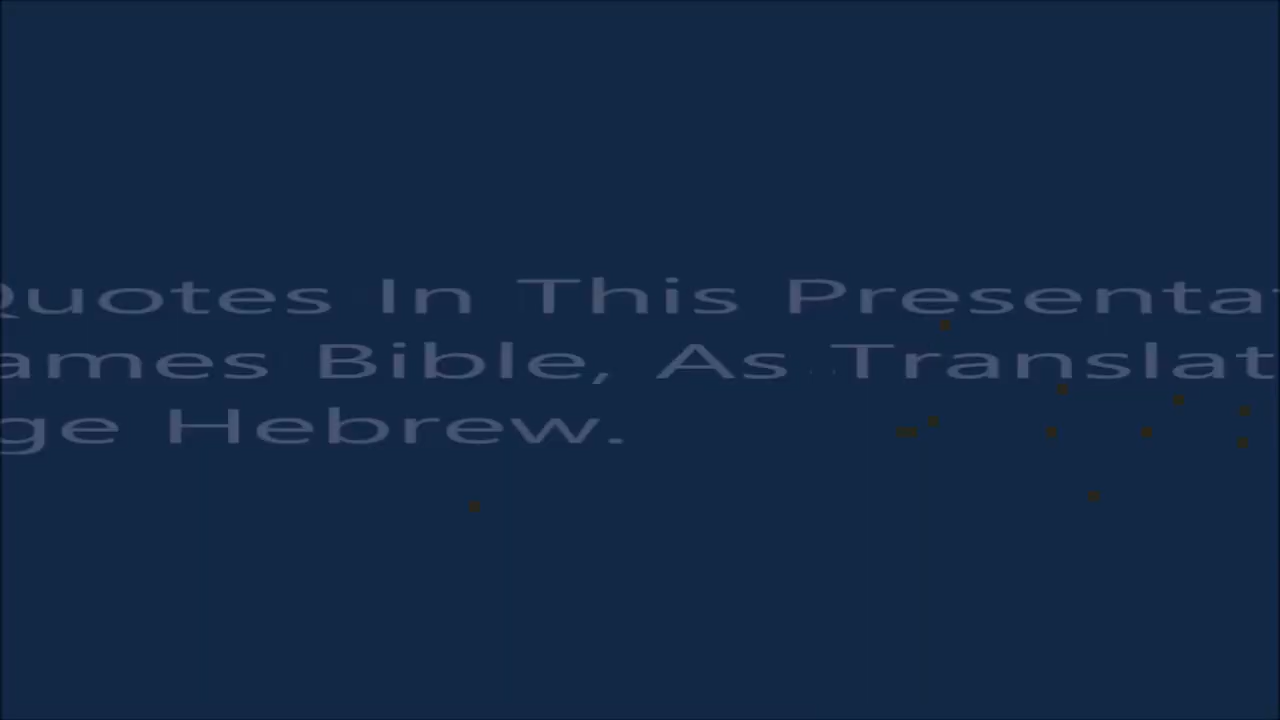 Quotes In This Presentat
ames Bible, As Translat
ge Hebrew.